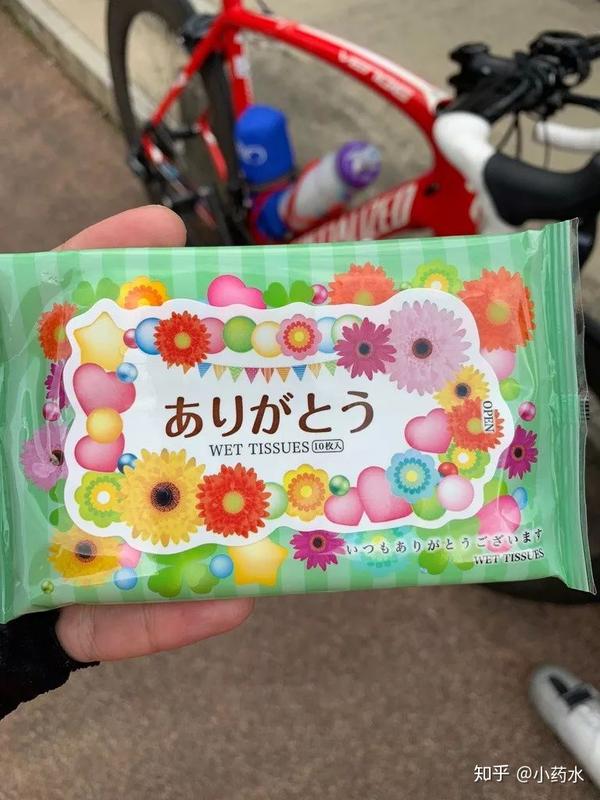 VENGE
ありがとう
WET TISSUES 10枚入
OPEN
いつもありがとうございます
WET TISSUES
知乎 @小药水